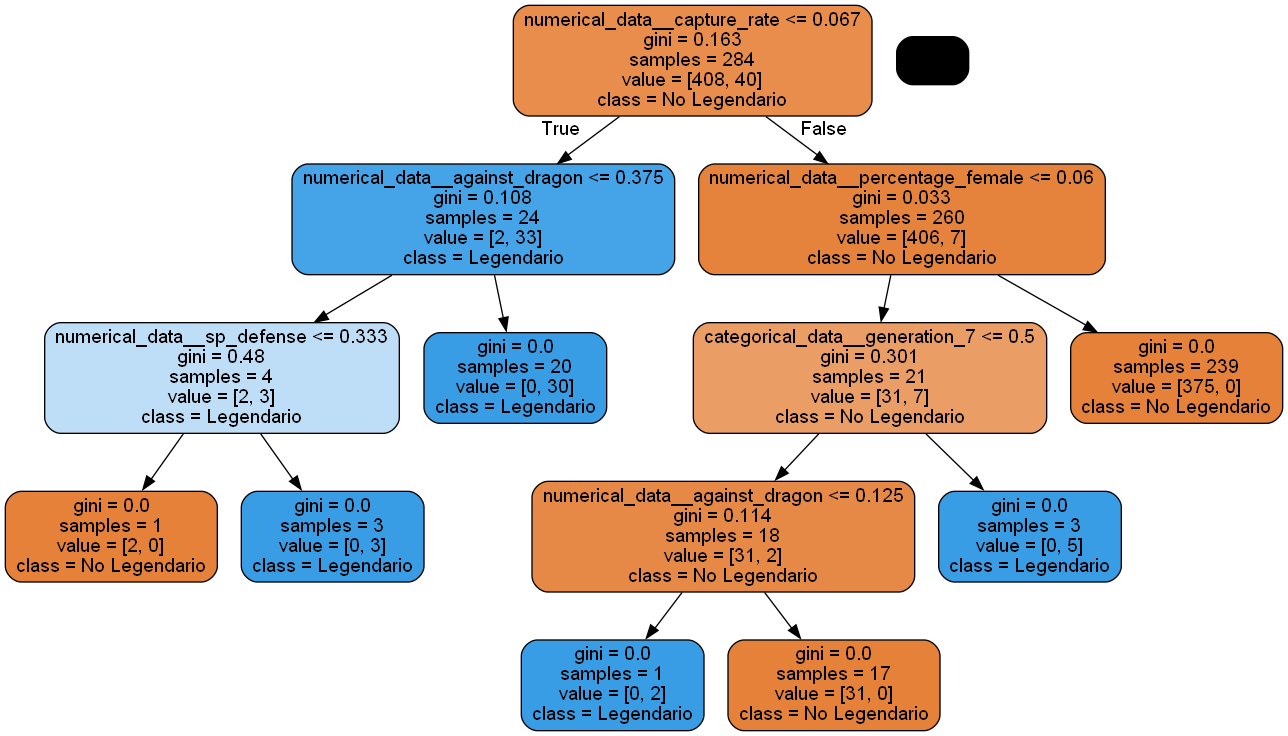 numerical_data__capture_rate <= 0.067
gini = 0.163
samples = 284
value = [408, 40]
class = No Legendario
True
False
numerical_data__against_dragon <= 0.375
gini = 0.108
samples = 24
value = [2, 33]
class = Legendario
numerical_data__percentage_female <= 0.06
gini = 0.033
samples = 260
value = [406, 7]
class = No Legendario
numerical_data__sp_defense <= 0.333
gini = 0.48
samples = 4
value = [2, 3]
class = Legendario
gini = 0.0
samples = 20
value = [0, 30]
class = Legendario
categorical_data__generation_7 <= 0.5
gini = 0.301
samples = 21
value = [31, 7]
class = No Legendario
gini = 0.0
samples = 239
value = [375, 0]
class = No Legendario
gini = 0.0
samples = 1
value = [2, 0]
class = No Legendario
gini = 0.0
samples = 3
value = [0, 3]
class = Legendario
numerical_data__against_dragon <= 0.125
gini = 0.114
samples = 18
value = [31, 2]
class = No Legendario
gini = 0.0
samples = 3
value = [0, 5]
class = Legendario
gini = 0.0
samples = 1
value = [0, 2]
class = Legendario
gini = 0.0
samples = 17
value = [31, 0]
class = No Legendario